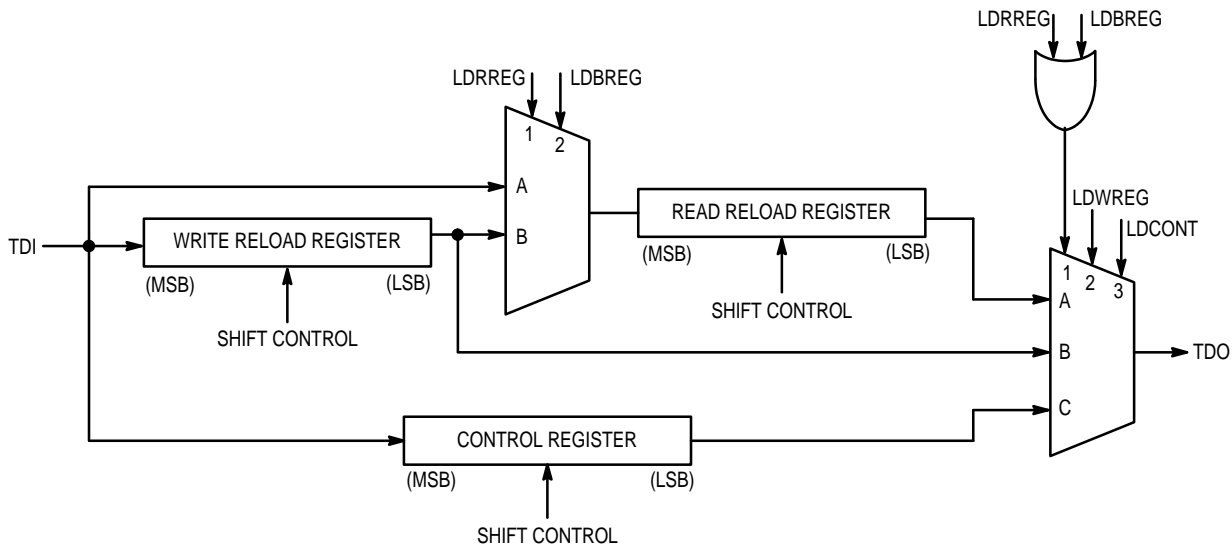 LDRREG LDBREG
LDRREG LDBREG
1 2
A
READ RELOAD REGISTER
LDWREG
LDCONT
TDI
WRITE RELOAD REGISTER
B
(MSB) (LSB)
(MSB) (LSB)
1 2 3
A
SHIFT CONTROL
SHIFT CONTROL
B
TDO
C
CONTROL REGISTER
(MSB) (LSB)
SHIFT CONTROL